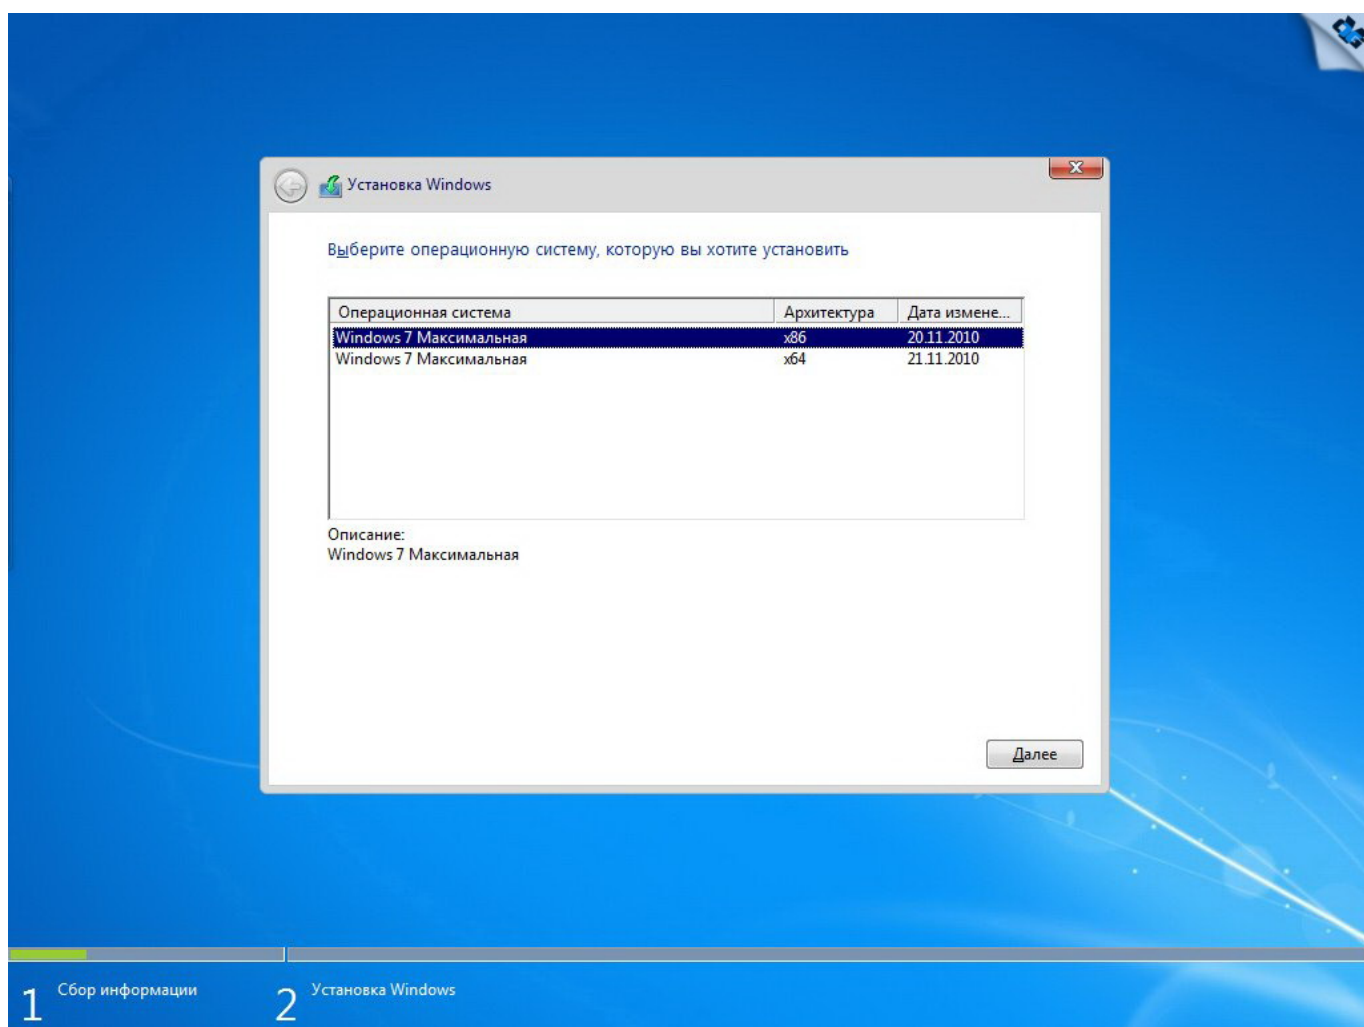 Установка Windows
Выберите операционную систему, которую вы хотите установить
Операционная система Архитектура Дата измене...
Windows 7 Максимальная x86 20.11.2010
Windows 7 Максимальная x64 21.11.2010
Описание:
Windows 7 Максимальная
Далее
1 Сбор информации 2 Установка Windows